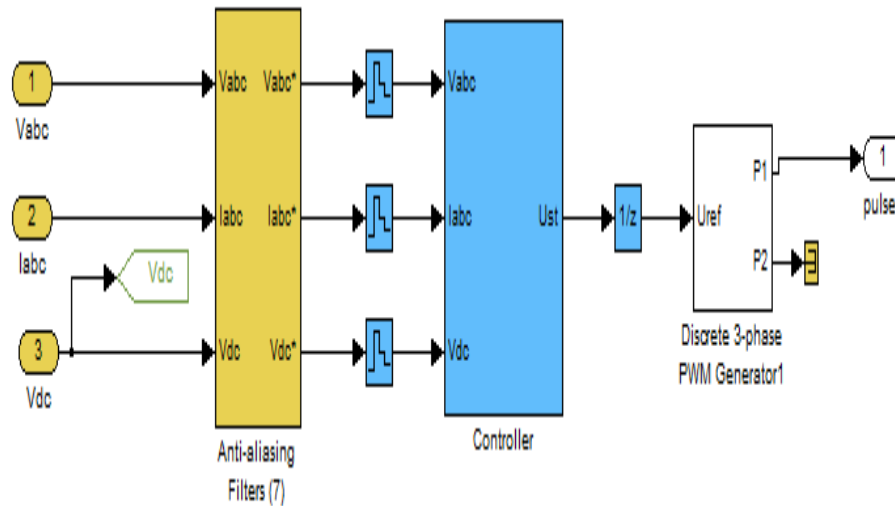 1
Vabc
2
Iabc
3
Vdc
Vdc
Vabc
Vabc*
Iabc
Iabc*
Vdc
Vdc*
Anti-aliasing
Filters (7)
Vabc
Iabc
Ust
Vdc
Controller
1/z
Uref
P1
P2
Discrete 3-phase
PWM Generator1
1
pulse